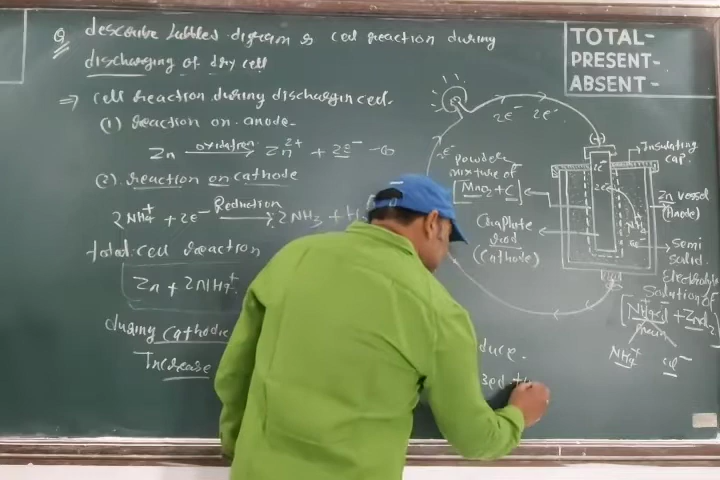 Q. describe labbled digram & cell reaction during
discharging of dry cell
⇒ cell reaction during discharging cell.
(1) reaction on anode-
Zn —oxidation→ Zn²⁺ + 2e⁻ -①
(2) reaction on cathode
2NH₄⁺ + 2e⁻ —Reduction→ 2NH₃ + H₂
total cell reaction
Zn + 2NH₄⁺
during cathodic
Increase
duce.
sed
TOTAL-
PRESENT-
ABSENT-
2e⁻ 2e⁻
2e⁻
(+)
Insulating
cap.
powder
mixture of
MnO₂ + C
Graphite
Rod
(Cathode)
Zn vessel
(Anode)
semi
solid
Electrolyte
Solution of
[NH₄Cl + ZnCl₂]
NH₄⁺ Cl⁻